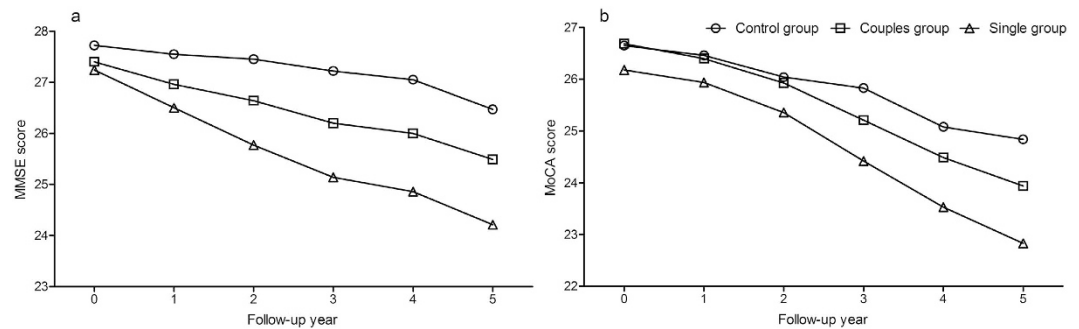 a
28
27
26
25
24
23
MMSE score
0 1 2 3 4 5
Follow-up year
b
Control group Couples group Single group
27
26
25
24
23
22
MoCA score
0 1 2 3 4 5
Follow-up year